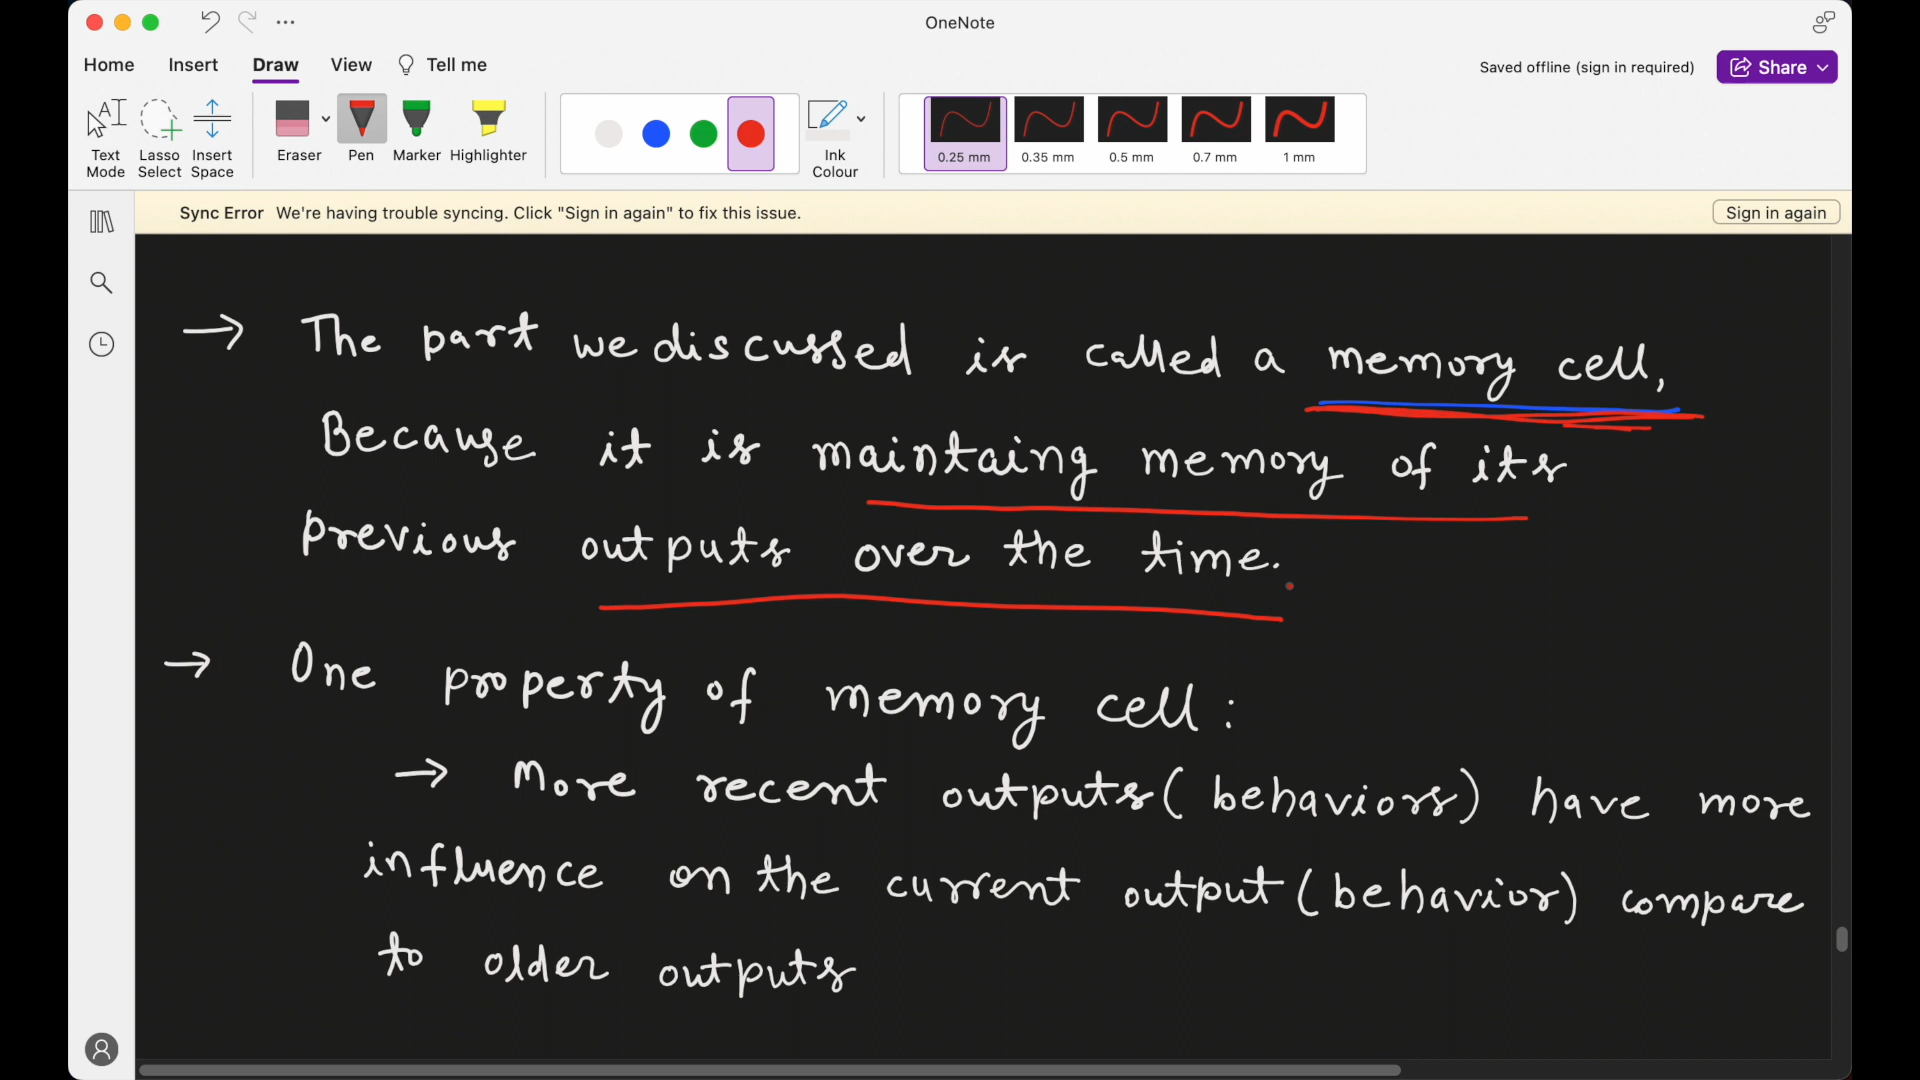 OneNote
Home Insert Draw View Tell me
Saved offline (sign in required) Share
Text Mode
Lasso Select
Insert Space
Eraser
Pen
Marker
Highlighter
Ink Colour
0.25 mm 0.35 mm 0.5 mm 0.7 mm 1 mm
Sync Error We're having trouble syncing. Click "Sign in again" to fix this issue. Sign in again
→ The part we discussed is called a memory cell,
Because it is maintaing memory of its
previous outputs over the time.
→ One property of memory cell :
→ More recent outputs( behaviors) have more
influence on the current output(behavior) compare
to older outputs